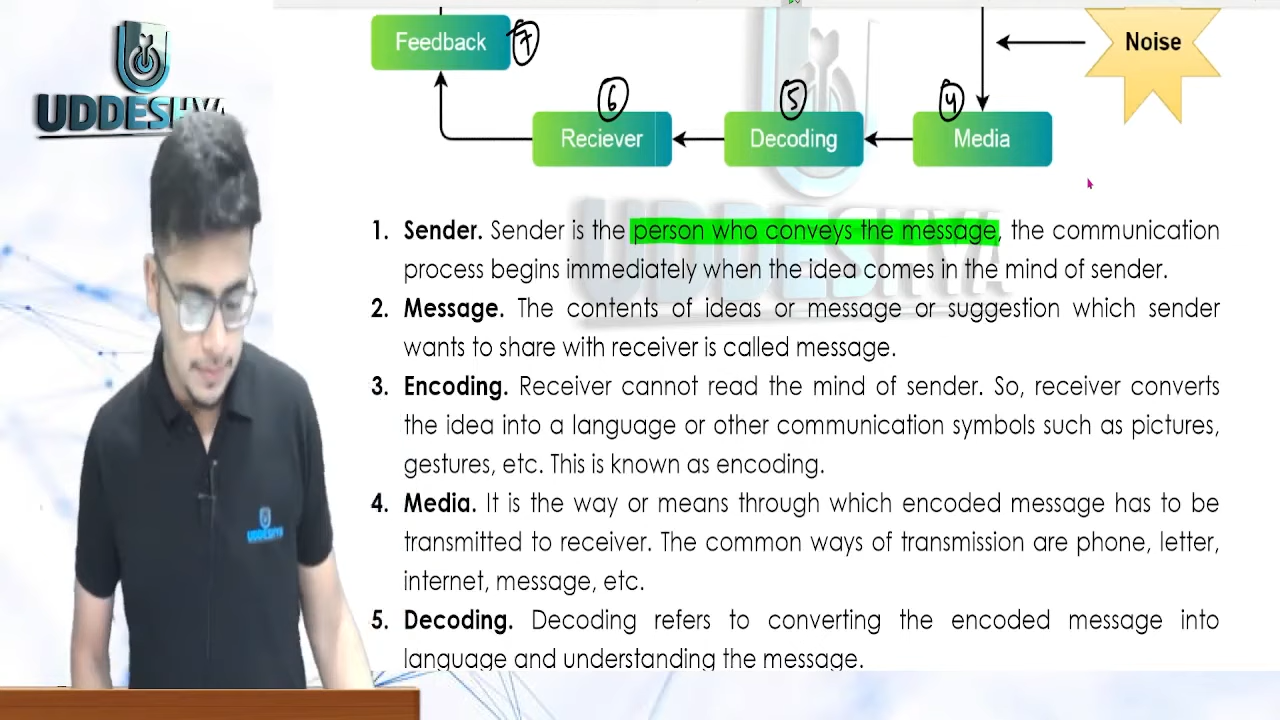 Feedback 7
Noise
6 5 4
Reciever Decoding Media
UDDESHYA
UDDESHYA
1. Sender. Sender is the person who conveys the message, the communication
process begins immediately when the idea comes in the mind of sender.
2. Message. The contents of ideas or message or suggestion which sender
wants to share with receiver is called message.
3. Encoding. Receiver cannot read the mind of sender. So, receiver converts
the idea into a language or other communication symbols such as pictures,
gestures, etc. This is known as encoding.
4. Media. It is the way or means through which encoded message has to be
transmitted to receiver. The common ways of transmission are phone, letter,
internet, message, etc.
UDDESHYA
5. Decoding. Decoding refers to converting the encoded message into
language and understanding the message.